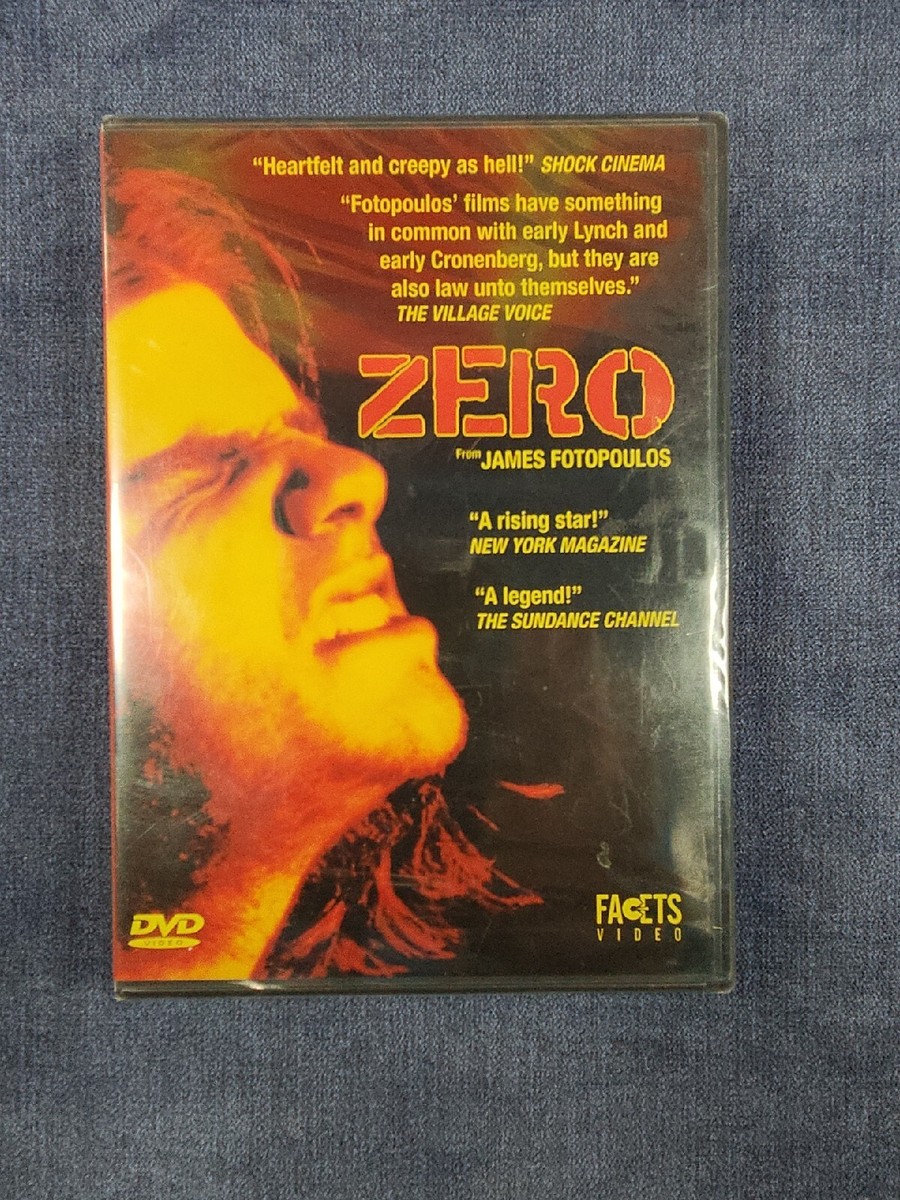 “Heartfelt and creepy as hell!” SHOCK CINEMA
“Fotopoulos’ films have something
in common with early Lynch and
early Cronenberg, but they are
also law unto themselves.”
THE VILLAGE VOICE
ZERO
From JAMES FOTOPOULOS
“A rising star!”
NEW YORK MAGAZINE
“A legend!”
THE SUNDANCE CHANNEL
DVD
VIDEO
FACETS
VIDEO